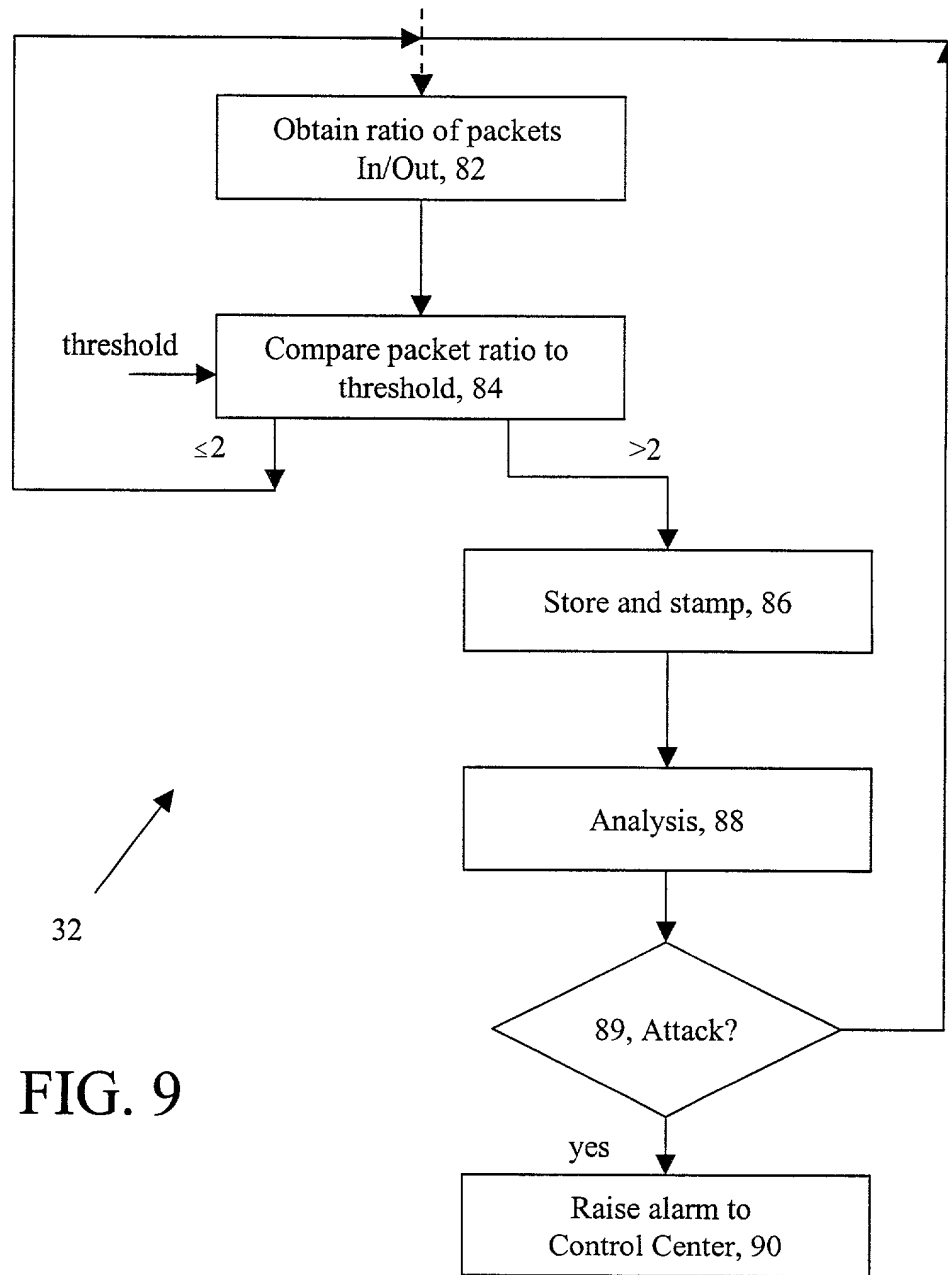 Obtain ratio of packets
In/Out, 82
threshold
Compare packet ratio to
threshold, 84
≤2
>2
Store and stamp, 86
Analysis, 88
32
89, Attack?
FIG. 9
yes
Raise alarm to
Control Center, 90